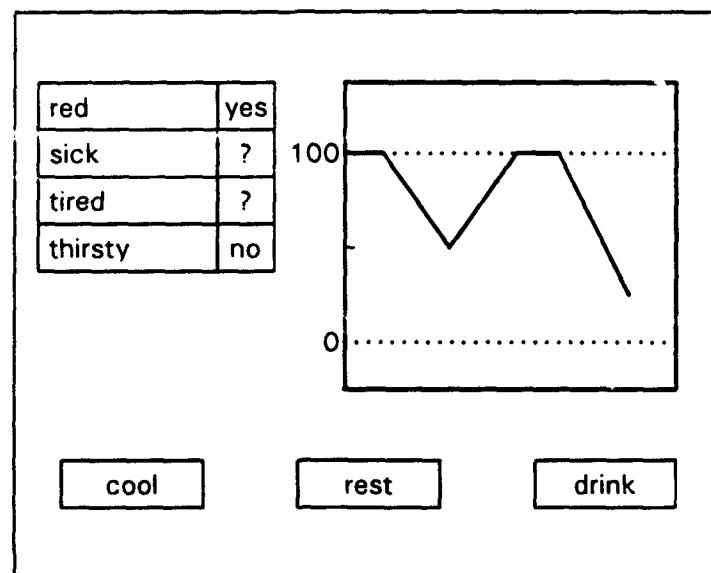 red yes
sick ?
tired ?
thirsty no
100
0
cool rest drink